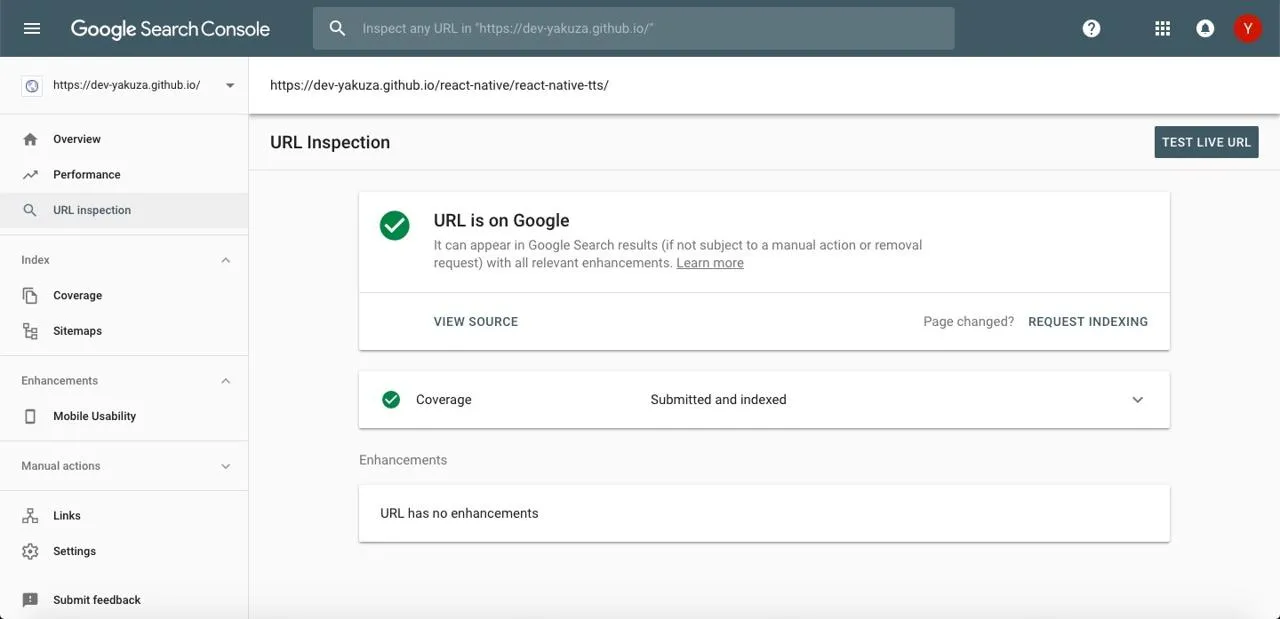 Google Search Console
Inspect any URL in "https://dev-yakuza.github.io/"
Y
https://dev-yakuza.github.io/
Overview
Performance
URL inspection
Index
Coverage
Sitemaps
Enhancements
Mobile Usability
Manual actions
Links
Settings
Submit feedback
https://dev-yakuza.github.io/react-native/react-native-tts/
URL Inspection
TEST LIVE URL
URL is on Google
It can appear in Google Search results (if not subject to a manual action or removal
request) with all relevant enhancements. Learn more
VIEW SOURCE
Page changed? REQUEST INDEXING
Coverage Submitted and indexed
Enhancements
URL has no enhancements